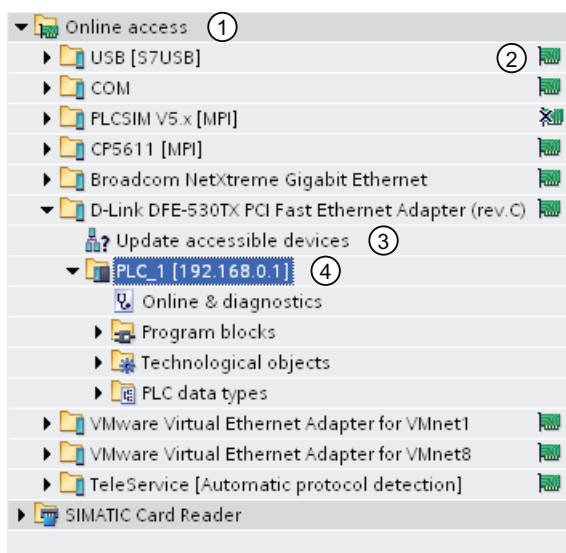 Online access ①
USB [S7USB] ②
COM
PLCSIM V5.x [MPI]
CP5611 [MPI]
Broadcom NetXtreme Gigabit Ethernet
D-Link DFE-530TX PCI Fast Ethernet Adapter (rev.C)
Update accessible devices ③
PLC_1 [192.168.0.1] ④
Online & diagnostics
Program blocks
Technological objects
PLC data types
VMware Virtual Ethernet Adapter for VMnet1
VMware Virtual Ethernet Adapter for VMnet8
TeleService [Automatic protocol detection]
SIMATIC Card Reader